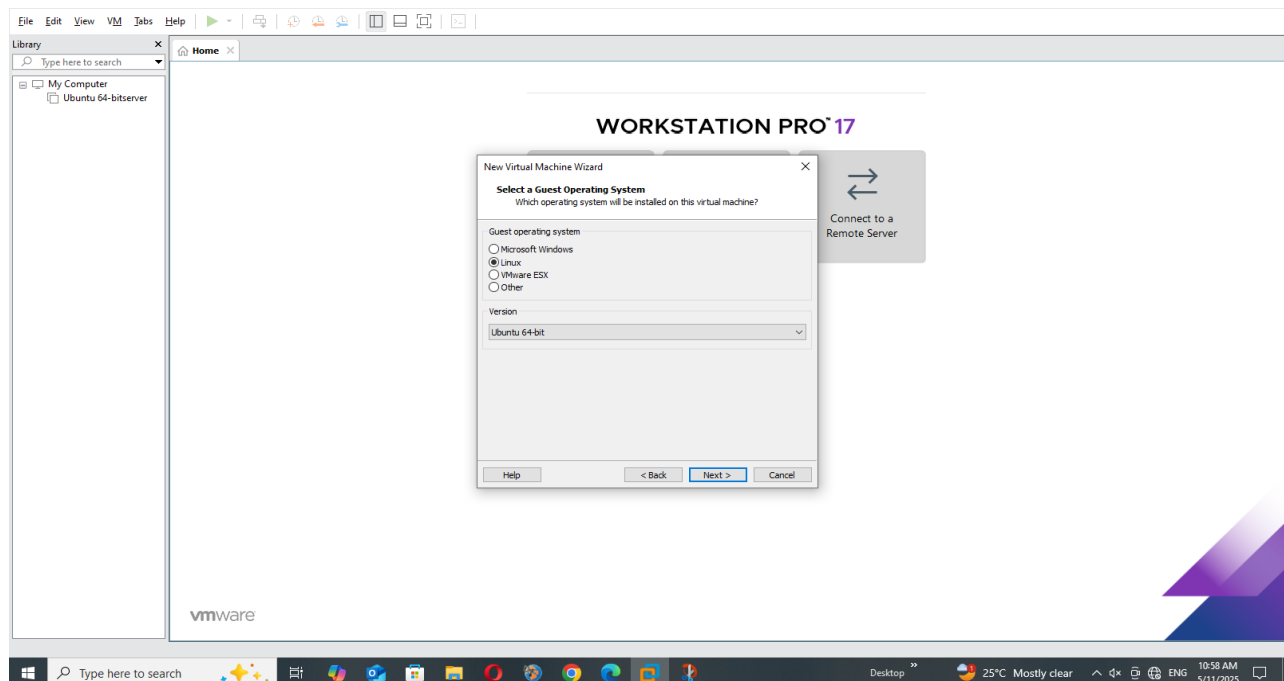 File Edit View VM Tabs Help
Library
Type here to search
My Computer
Ubuntu 64-bitserver
Home
WORKSTATION PRO™ 17
Connect to a
Remote Server
New Virtual Machine Wizard
Select a Guest Operating System
Which operating system will be installed on this virtual machine?
Guest operating system
Microsoft Windows
Linux
VMware ESX
Other
Version
Ubuntu 64-bit
Help < Back Next > Cancel
vmware
Type here to search Desktop » 25°C Mostly clear ENG 10:58 AM
5/11/2025